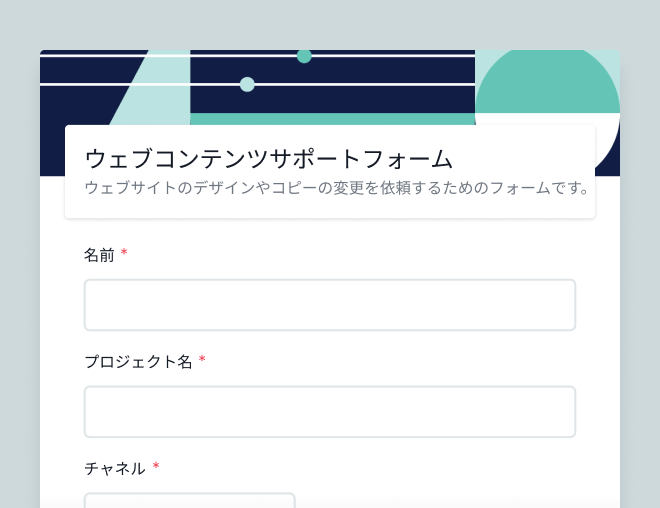 ウェブコンテンツサポートフォーム
ウェブサイトのデザインやコピーの変更を依頼するためのフォームです。
名前 *
プロジェクト名 *
チャネル *